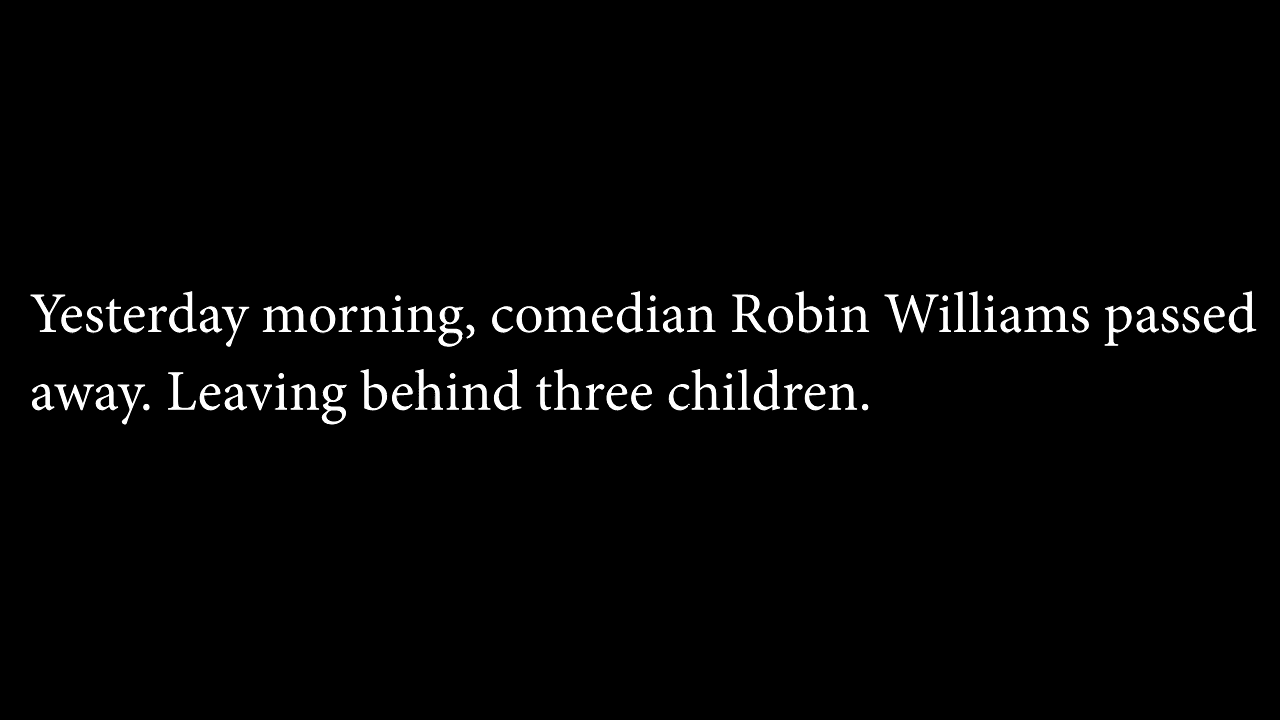 Yesterday morning, comedian Robin Williams passed
away. Leaving behind three children.